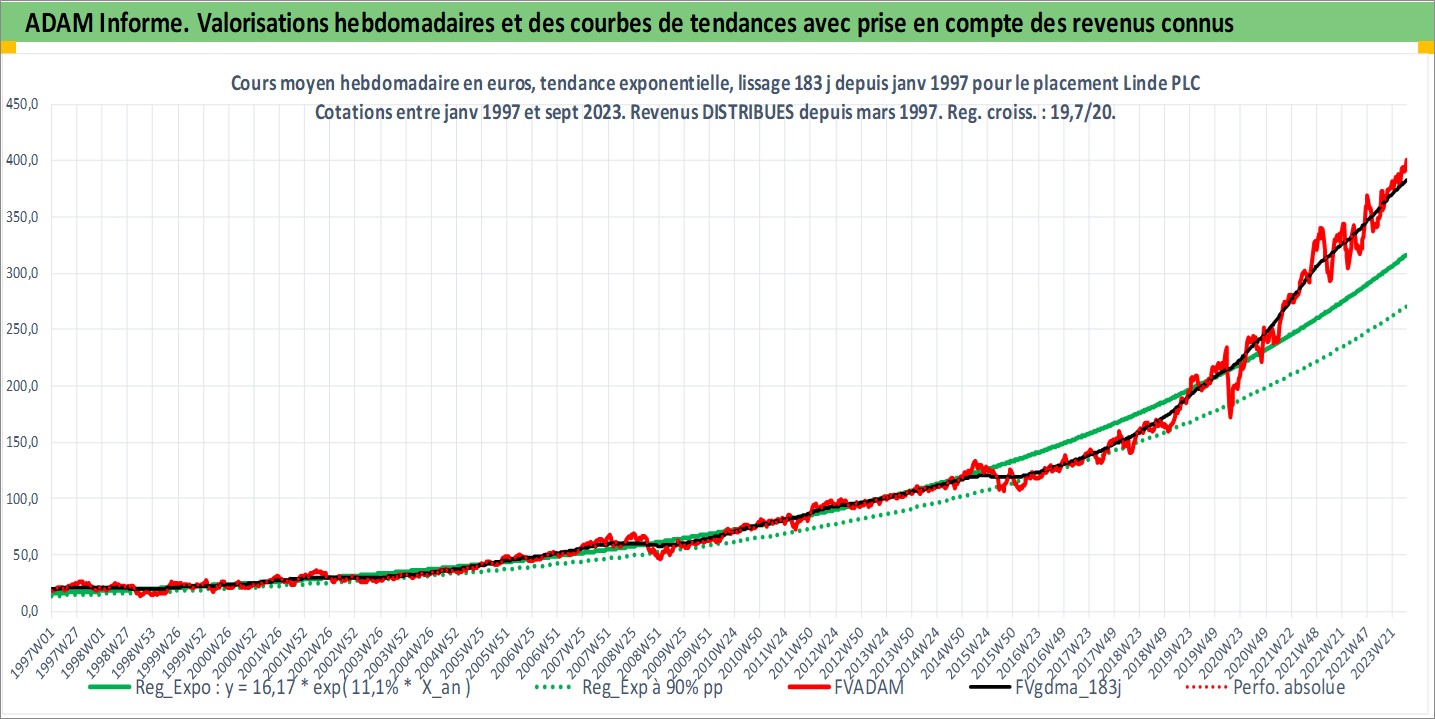 ADAM Informe. Valorisations hebdomadaires et des courbes de tendances avec prise en compte des revenus connus
Cours moyen hebdomadaire en euros, tendance exponentielle, lissage 183 j depuis janv 1997 pour le placement Linde PLC
Cotations entre janv 1997 et sept 2023. Revenus DISTRIBUES depuis mars 1997. Reg. croiss. : 19,7/20.
450,0
400,0
350,0
300,0
250,0
200,0
150,0
100,0
50,0
0,0
1997W01 1997W27 1998W01 1998W27 1998W53 1999W26 1999W52 2000W26 2000W52 2001W26 2001W52 2002W26 2002W52 2003W26 2003W52 2004W26 2004W52 2005W25 2005W51 2006W25 2006W51 2007W25 2007W51 2008W25 2008W51 2009W25 2009W51 2010W24 2010W50 2011W24 2011W50 2012W24 2012W50 2013W24 2013W50 2014W24 2014W50 2015W24 2015W50 2016W23 2016W49 2017W23 2017W49 2018W23 2018W49 2019W23 2019W49 2020W23 2020W49 2021W22 2021W48 2022W21 2022W47 2023W21
Reg_Expo : y = 16,17 * exp( 11,1% * X_an ) Reg_Exp à 90% pp FVADAM FVgdma_183j Perfo. absolue